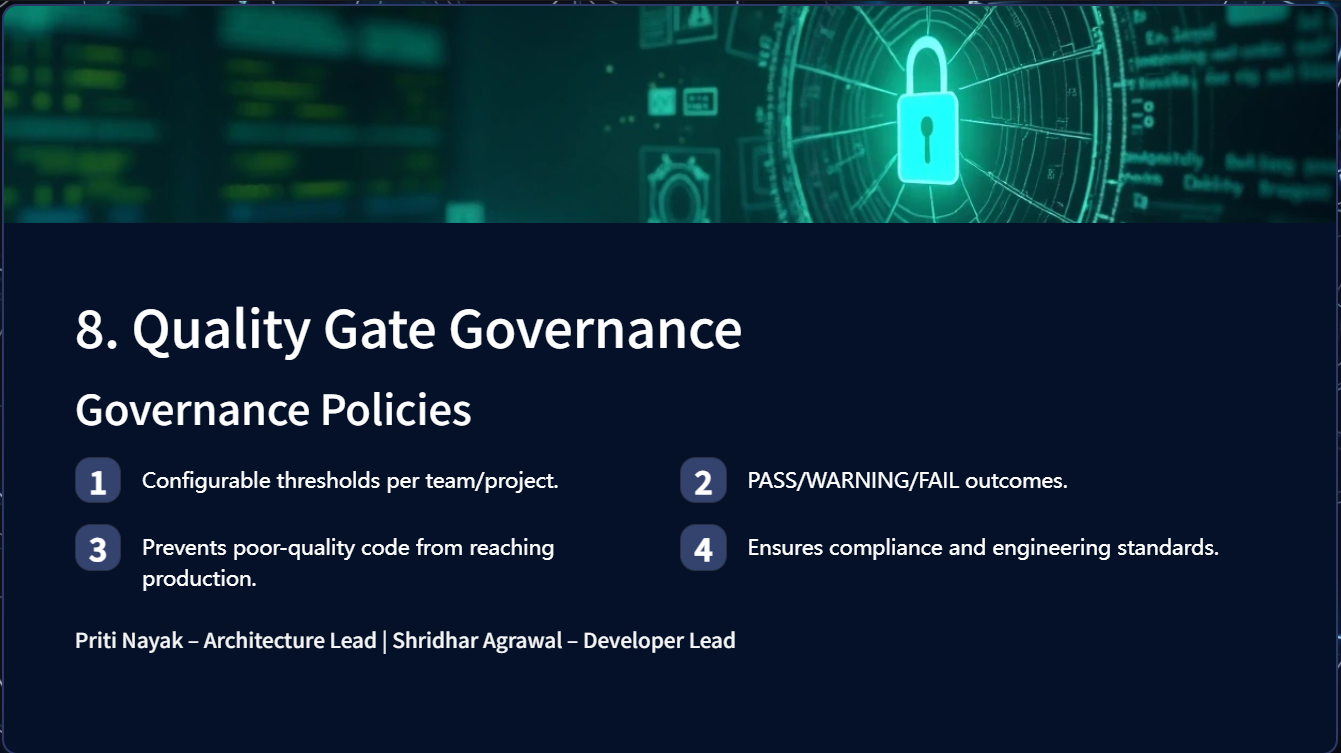 8. Quality Gate Governance
Governance Policies
1 Configurable thresholds per team/project.
2 PASS/WARNING/FAIL outcomes.
3 Prevents poor-quality code from reaching
production.
4 Ensures compliance and engineering standards.
Priti Nayak – Architecture Lead | Shridhar Agrawal – Developer Lead